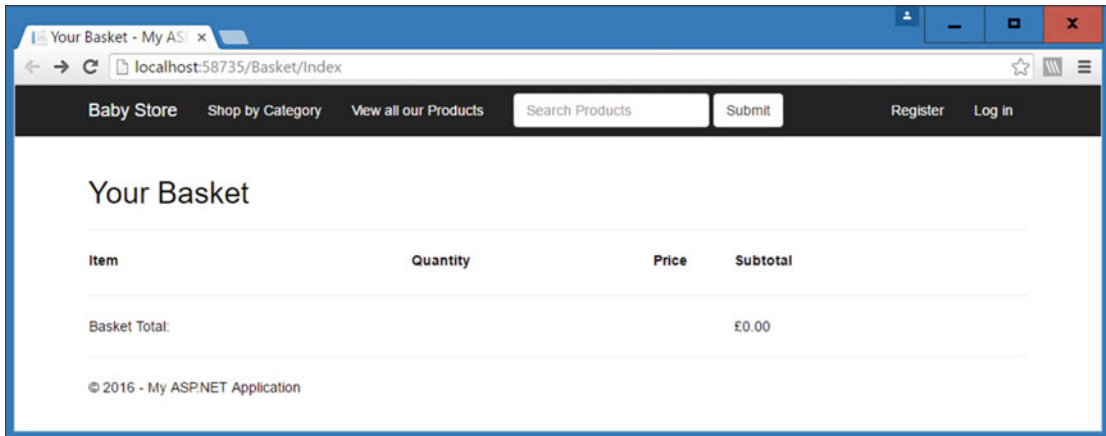 Your Basket - My AS
localhost:58735/Basket/Index
Baby Store Shop by Category View all our Products Search Products Submit Register Log in
Your Basket
Item Quantity Price Subtotal
Basket Total: £0.00
© 2016 - My ASP.NET Application